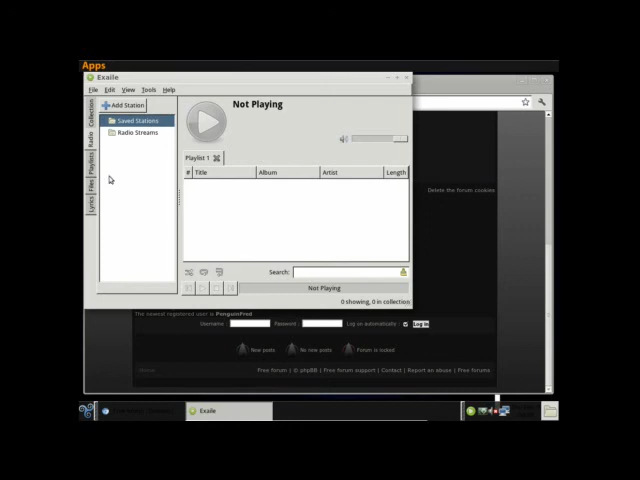 Apps
Exaile
File Edit View Tools Help
Collection
Radio
Playlists
Files
Lyrics
Add Station
Saved Stations
Radio Streams
Not Playing
Playlist 1
# Title Album Artist Length
Search:
Not Playing
0 showing, 0 in collection
Delete the forum cookies
The newest registered user is PenguinPred
Username : Password : Log in automatically : Log in
New posts No new posts Forum is locked
Free forum | © phpBB | Free forum support | Contact | Report an abuse | Free forums
Exaile